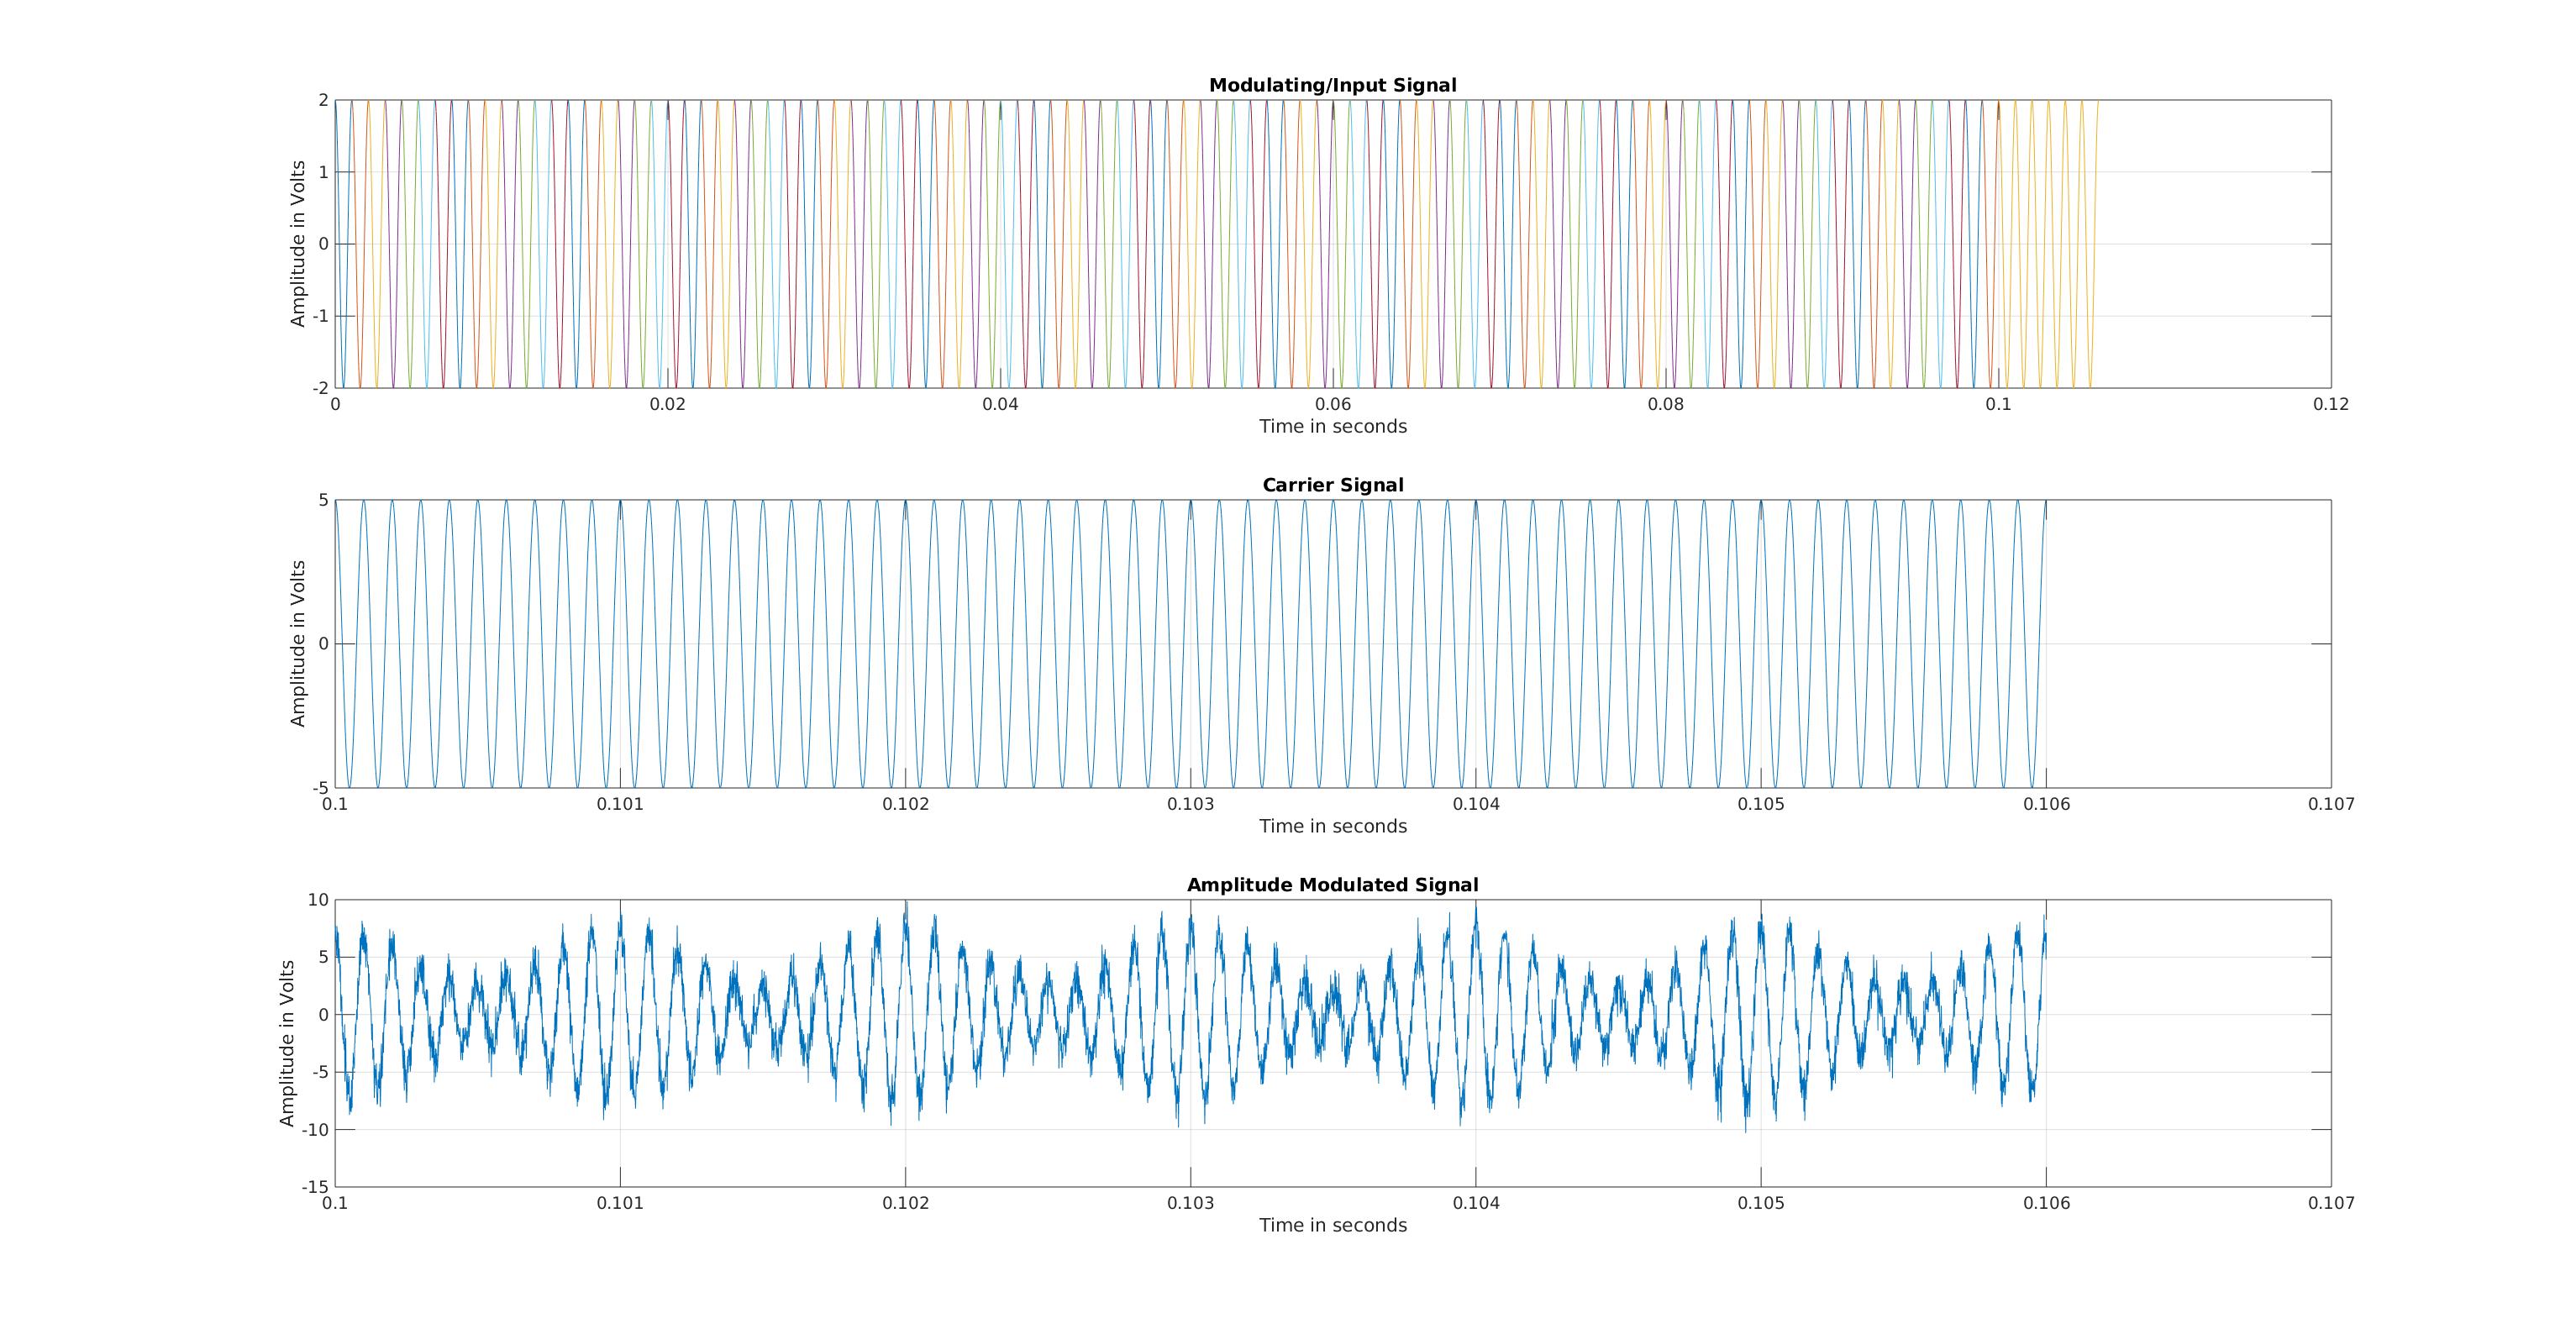 Modulating/Input Signal
Amplitude in Volts
2
1
0
-1
-2
0 0.02 0.04 0.06 0.08 0.1 0.12
Time in seconds
Carrier Signal
Amplitude in Volts
5
0
-5
0.1 0.101 0.102 0.103 0.104 0.105 0.106 0.107
Time in seconds
Amplitude Modulated Signal
Amplitude in Volts
10
5
0
-5
-10
-15
0.1 0.101 0.102 0.103 0.104 0.105 0.106 0.107
Time in seconds